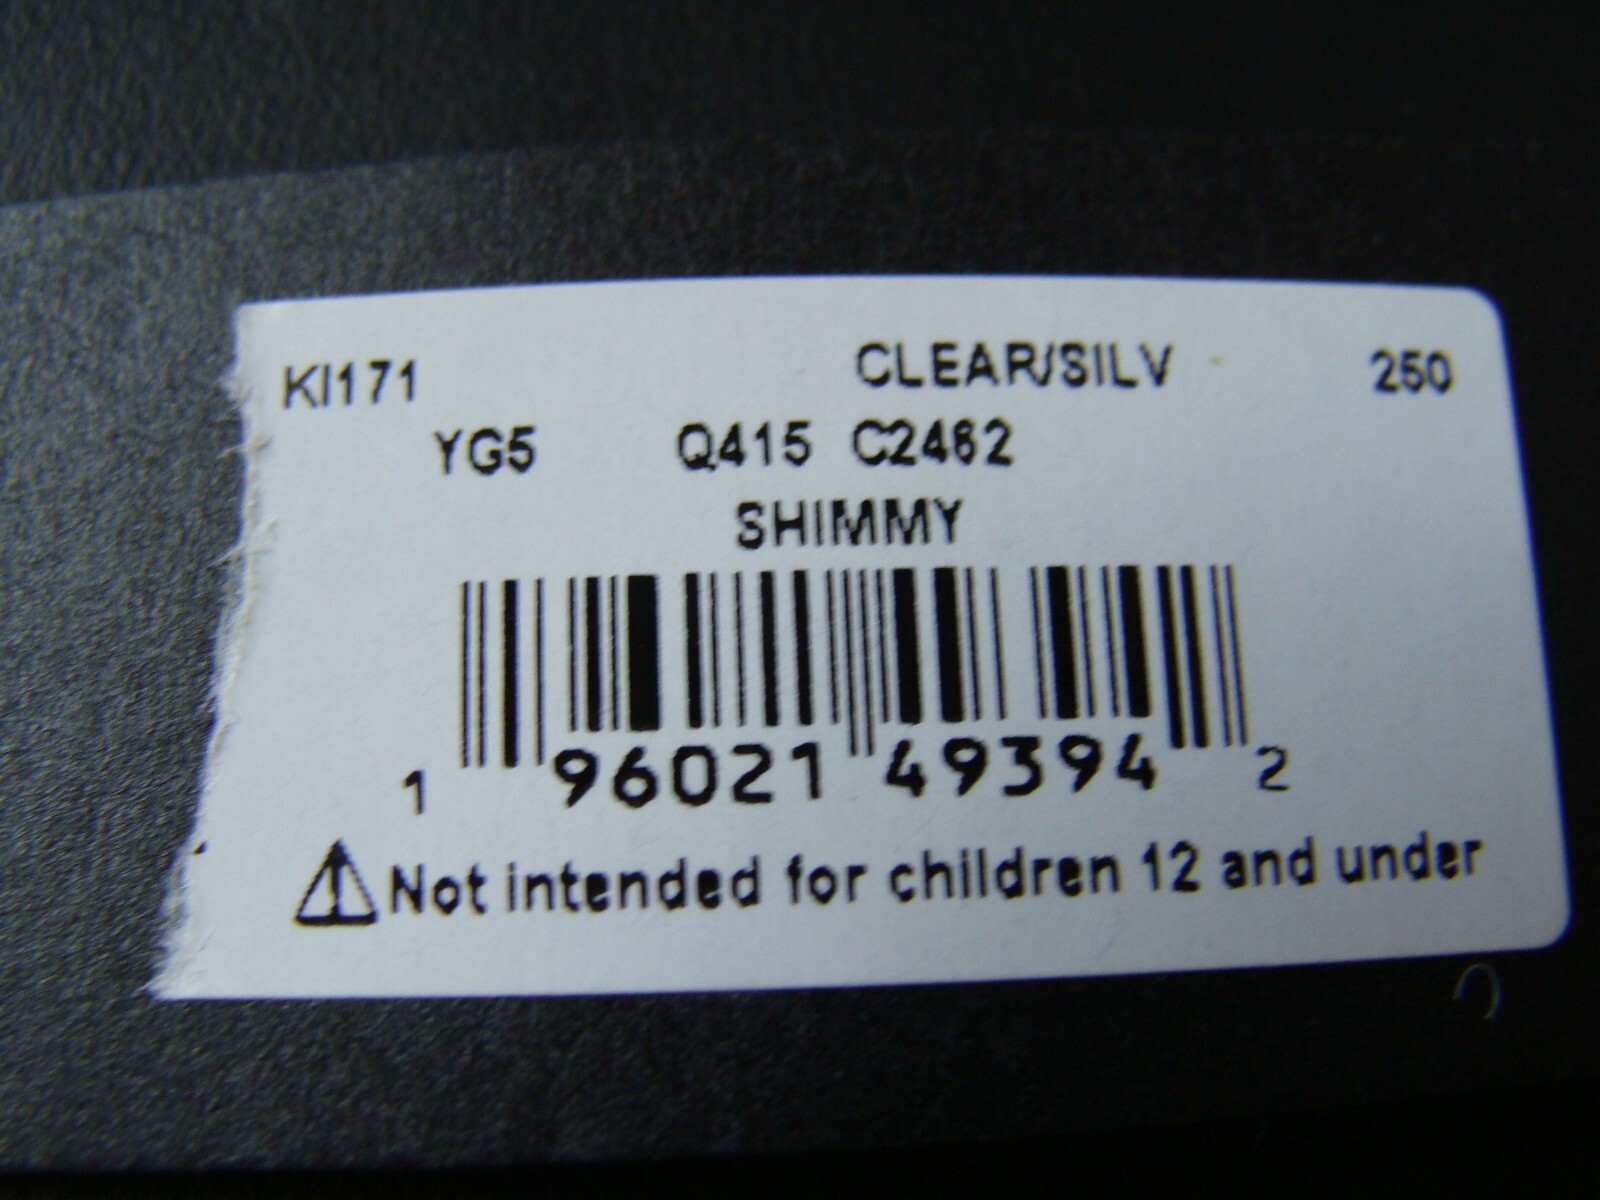 KI171 CLEAR/SILV 250
YG5 Q415 C2462
SHIMMY
1 96021 49394 2
Not intended for children 12 and under